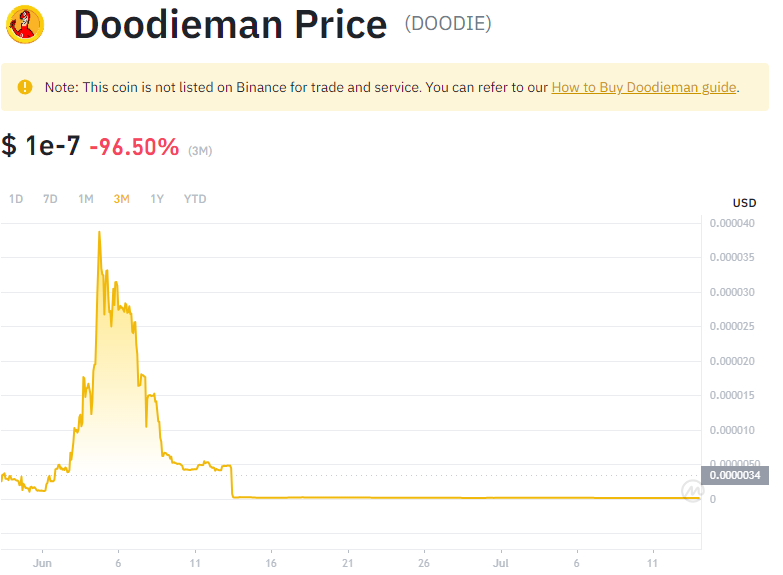 Doodieman Price (DOODIE)
Note: This coin is not listed on Binance for trade and service. You can refer to our How to Buy Doodieman guide.
$ 1e-7 -96.50% (3M)
1D 7D 1M 3M 1Y YTD
USD
0.000040
0.000035
0.000030
0.000025
0.000020
0.000015
0.000010
0.0000050
0.0000034
0
Jun 6 11 16 21 26 Jul 6 11